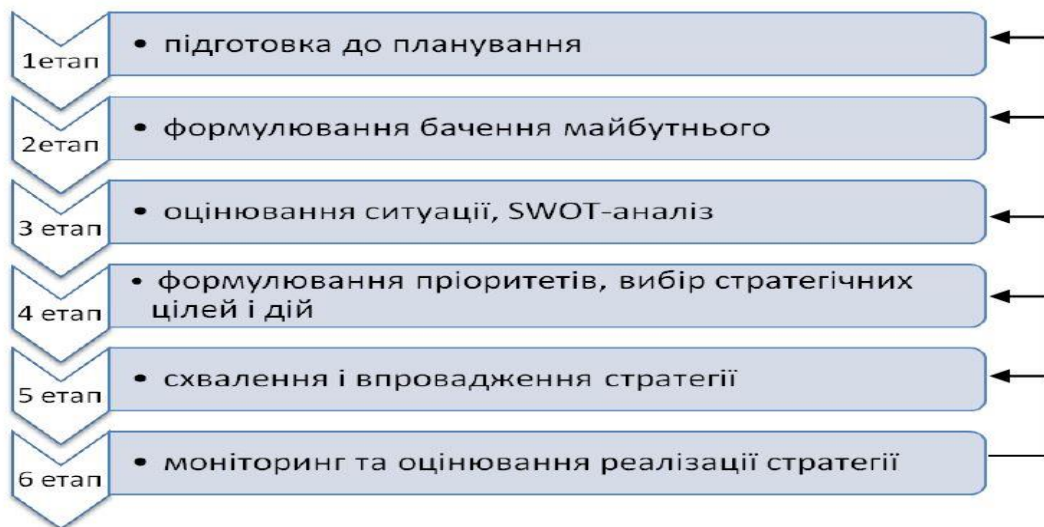 1етап
• підготовка до планування
2етап
• формулювання бачення майбутнього
3 етап
• оцінювання ситуації, SWOT-аналіз
4 етап
• формулювання пріоритетів, вибір стратегічних
цілей і дій
5 етап
• схвалення і впровадження стратегії
6 етап
• моніторинг та оцінювання реалізації стратегії